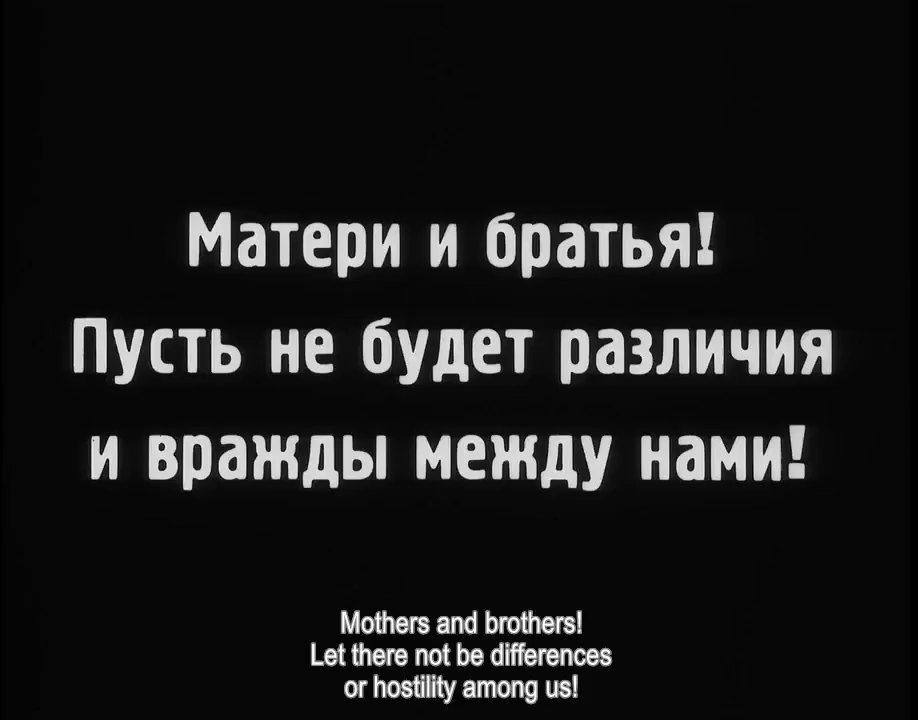 Матери и братья!
Пусть не будет различия
и вражды между нами!
Mothers and brothers!
Let there not be differences
or hostility among us!